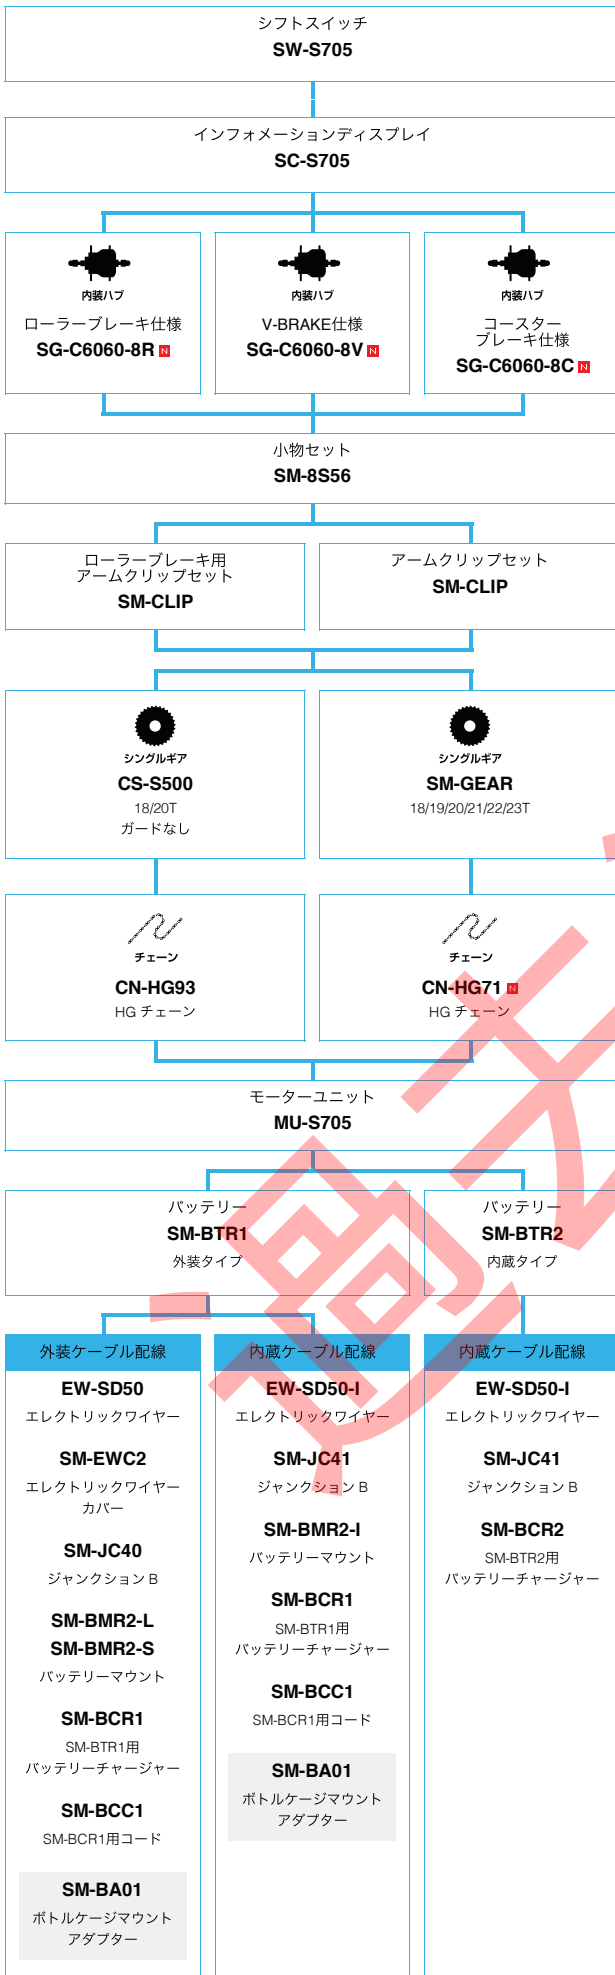 シフトスイッチ
SW-S705
インフォメーションディスプレイ
SC-S705
内装ハブ
ローラーブレーキ仕様
SG-C6060-8R N
内装ハブ
V-BRAKE仕様
SG-C6060-8V N
内装ハブ
コースター
ブレーキ仕様
SG-C6060-8C N
小物セット
SM-8S56
ローラーブレーキ用
アームクリップセット
SM-CLIP
アームクリップセット
SM-CLIP
シングルギア
CS-S500
18/20T
ガードなし
シングルギア
SM-GEAR
18/19/20/21/22/23T
チェーン
CN-HG93
HG チェーン
チェーン
CN-HG71 N
HG チェーン
モーターユニット
MU-S705
バッテリー
SM-BTR1
外装タイプ
バッテリー
SM-BTR2
内蔵タイプ
外装ケーブル配線
EW-SD50
エレクトリックワイヤー
SM-EWC2
エレクトリックワイヤー
カバー
SM-JC40
ジャンクション B
SM-BMR2-L
SM-BMR2-S
バッテリーマウント
SM-BCR1
SM-BTR1用
バッテリーチャージャー
SM-BCC1
SM-BCR1用コード
SM-BA01
ボトルケージマウント
アダプター
内蔵ケーブル配線
EW-SD50-I
エレクトリックワイヤー
SM-JC41
ジャンクション B
SM-BMR2-I
バッテリーマウント
SM-BCR1
SM-BTR1用
バッテリーチャージャー
SM-BCC1
SM-BCR1用コード
SM-BA01
ボトルケージマウント
アダプター
内蔵ケーブル配線
EW-SD50-I
エレクトリックワイヤー
SM-JC41
ジャンクション B
SM-BCR2
SM-BTR2用
バッテリーチャージャー
過